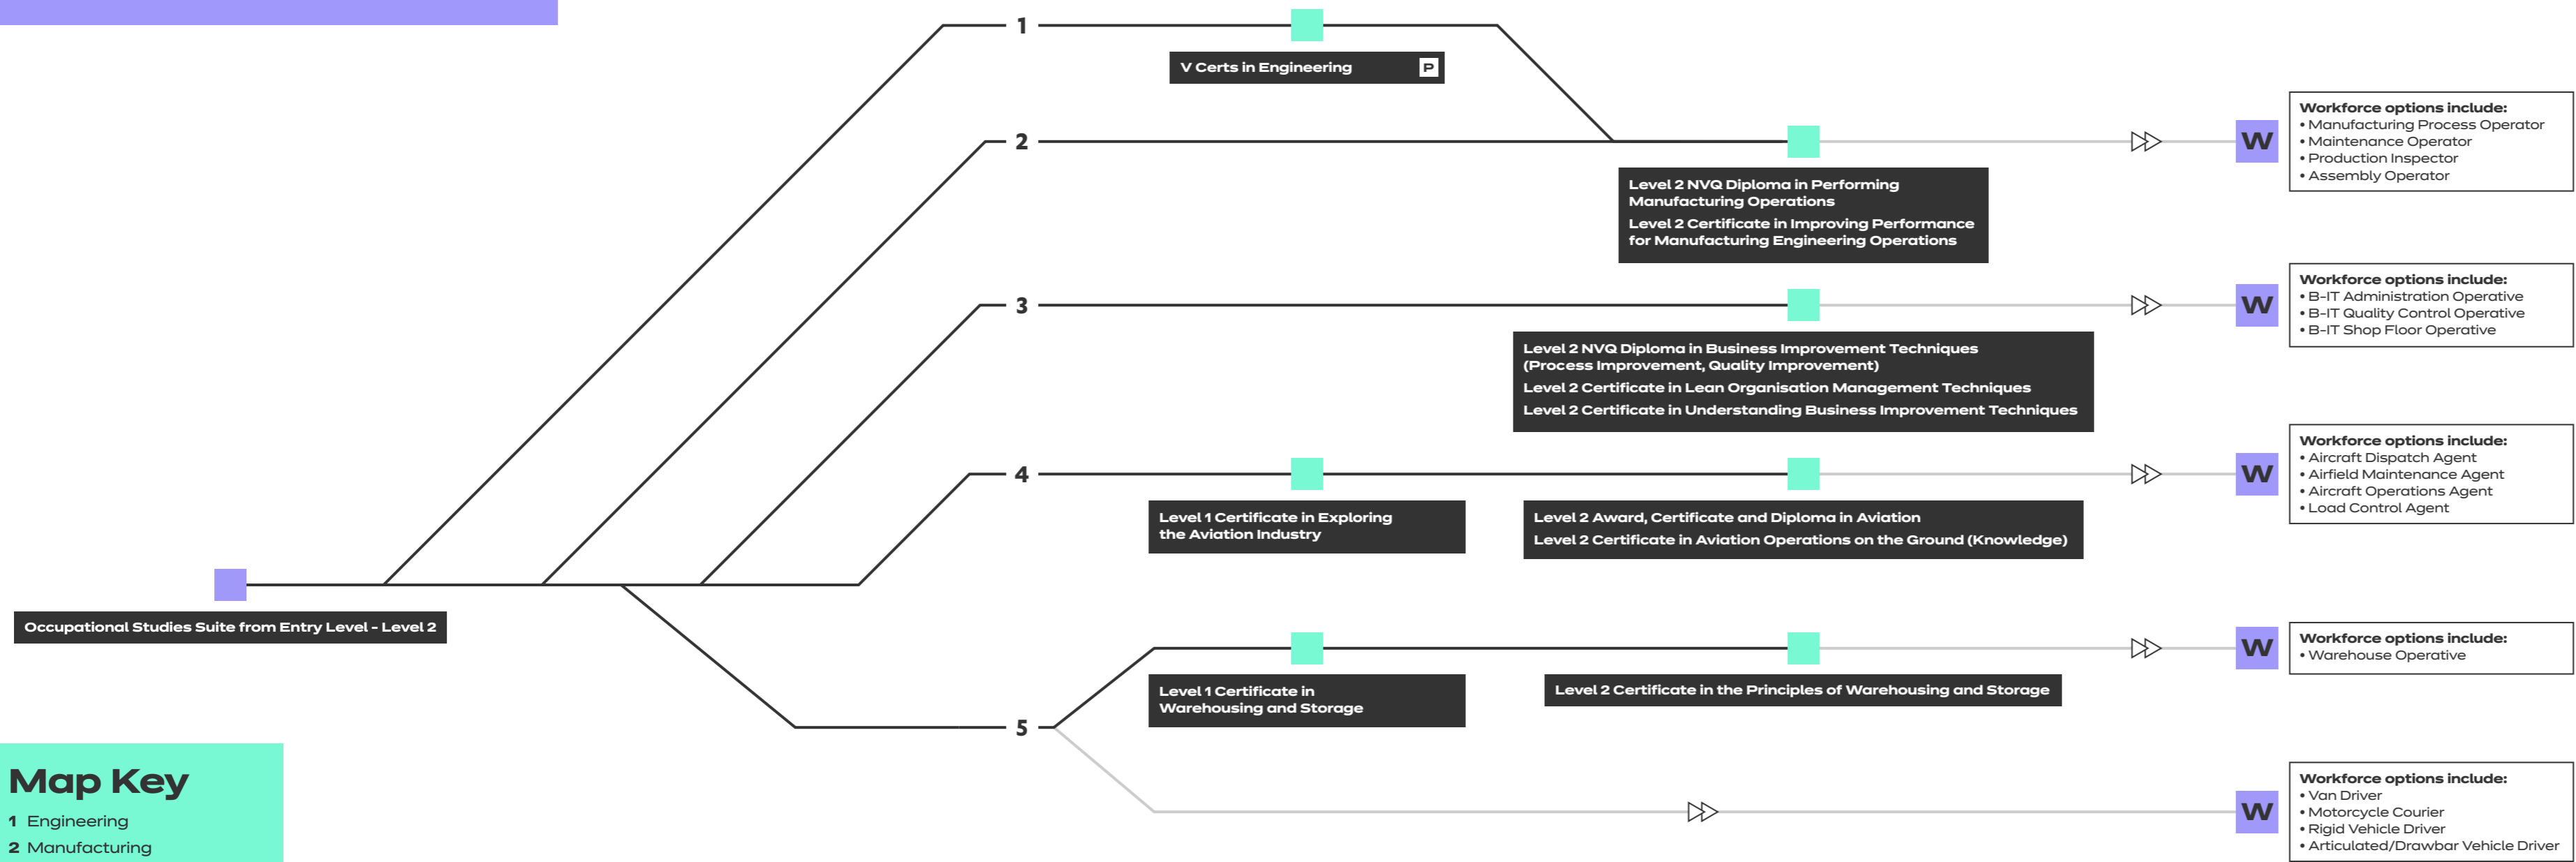 1
V Certs in Engineering P
2
Level 2 NVQ Diploma in Performing
Manufacturing Operations
Level 2 Certificate in Improving Performance
for Manufacturing Engineering Operations
W
Workforce options include:
• Manufacturing Process Operator
• Maintenance Operator
• Production Inspector
• Assembly Operator
3
Level 2 NVQ Diploma in Business Improvement Techniques
(Process Improvement, Quality Improvement)
Level 2 Certificate in Lean Organisation Management Techniques
Level 2 Certificate in Understanding Business Improvement Techniques
W
Workforce options include:
• B-IT Administration Operative
• B-IT Quality Control Operative
• B-IT Shop Floor Operative
4
Level 1 Certificate in Exploring
the Aviation Industry
Level 2 Award, Certificate and Diploma in Aviation
Level 2 Certificate in Aviation Operations on the Ground (Knowledge)
W
Workforce options include:
• Aircraft Dispatch Agent
• Airfield Maintenance Agent
• Aircraft Operations Agent
• Load Control Agent
Occupational Studies Suite from Entry Level - Level 2
5
Level 1 Certificate in
Warehousing and Storage
Level 2 Certificate in the Principles of Warehousing and Storage
W
Workforce options include:
• Warehouse Operative
W
Workforce options include:
• Van Driver
• Motorcycle Courier
• Rigid Vehicle Driver
• Articulated/Drawbar Vehicle Driver
Map Key
1 Engineering
2 Manufacturing